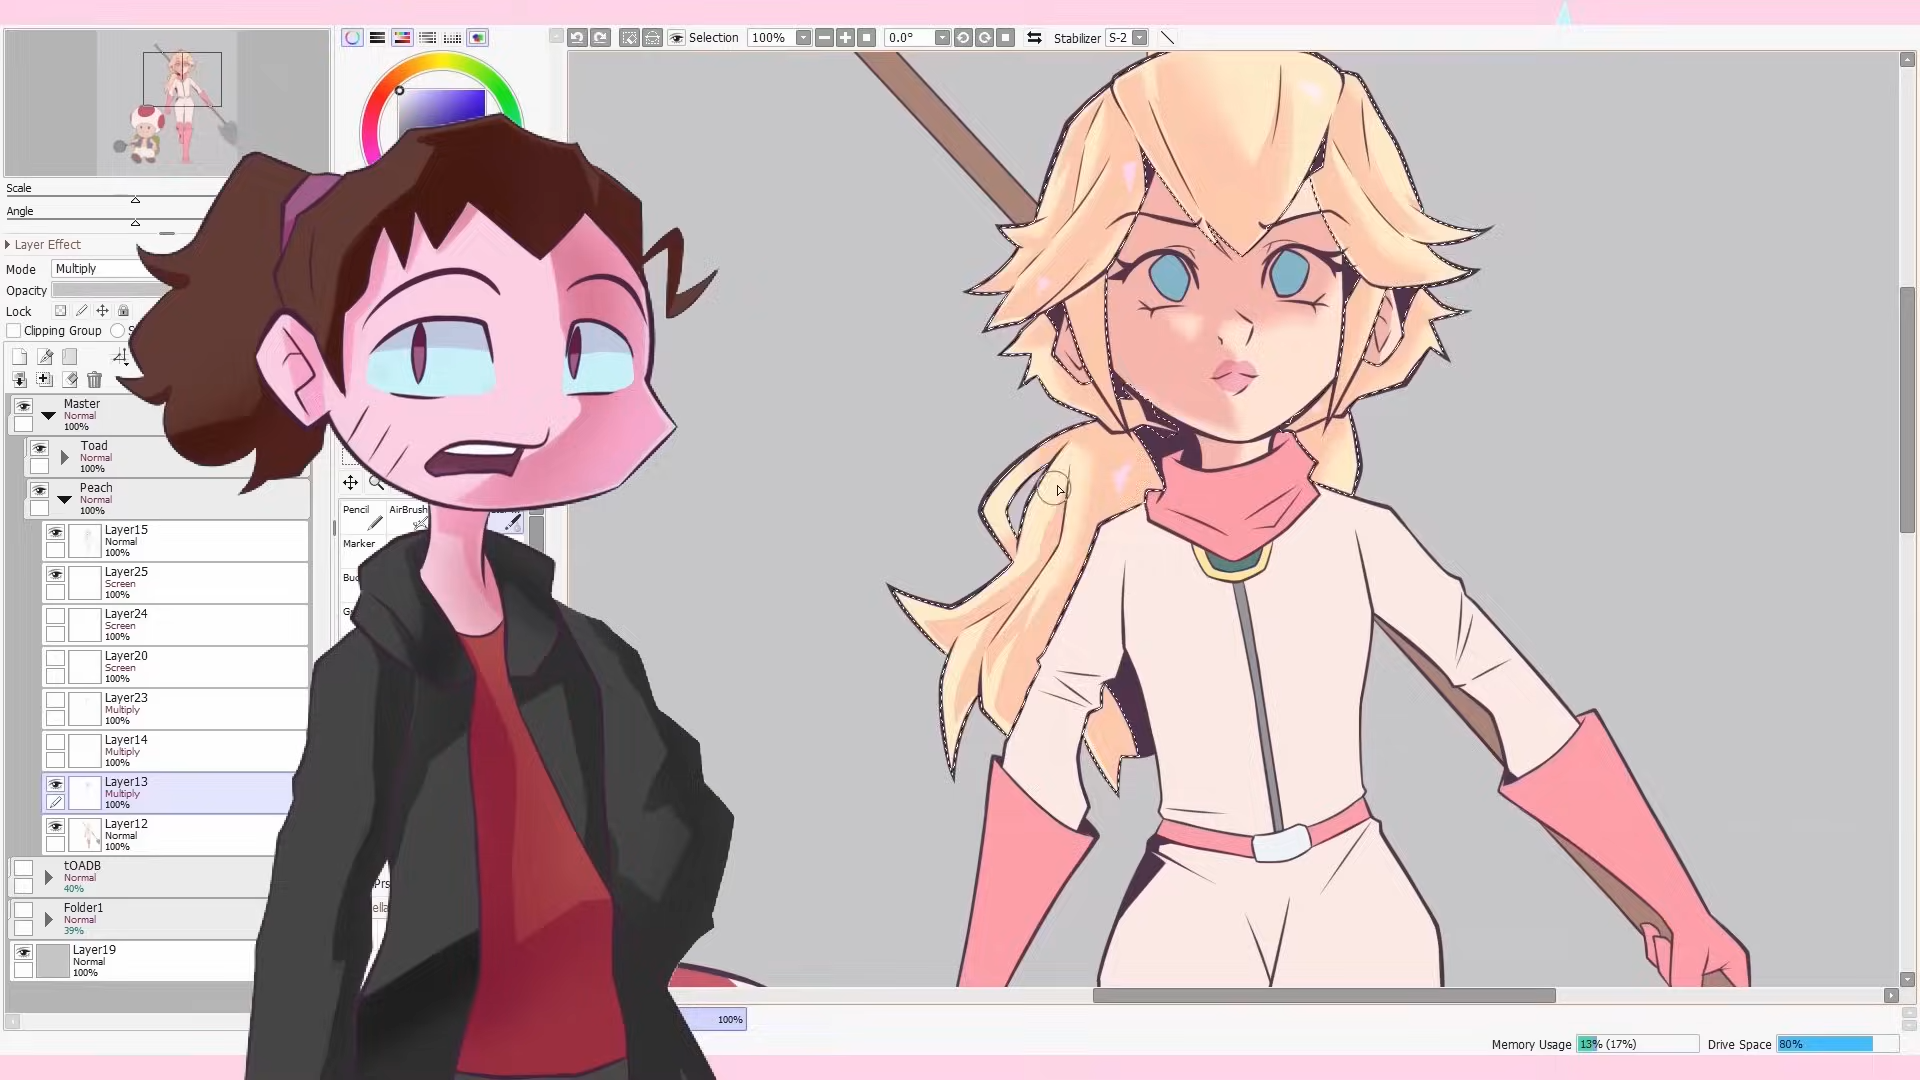 Selection 100% 0.0° Stabilizer S-2
Scale
Angle
Layer Effect
Mode Multiply
Opacity
Lock
Clipping Group
Master
Normal
100%
Toad
Normal
100%
Peach
Normal
100%
Layer15
Normal
100%
Layer25
Screen
100%
Layer24
Screen
100%
Layer20
Screen
100%
Layer23
Multiply
100%
Layer14
Multiply
100%
Layer13
Multiply
100%
Layer12
Normal
100%
tOADB
Normal
40%
Folder1
Normal
39%
Layer19
Normal
100%
Pencil AirBrush
Marker
100%
Memory Usage 13% (17%) Drive Space 80%